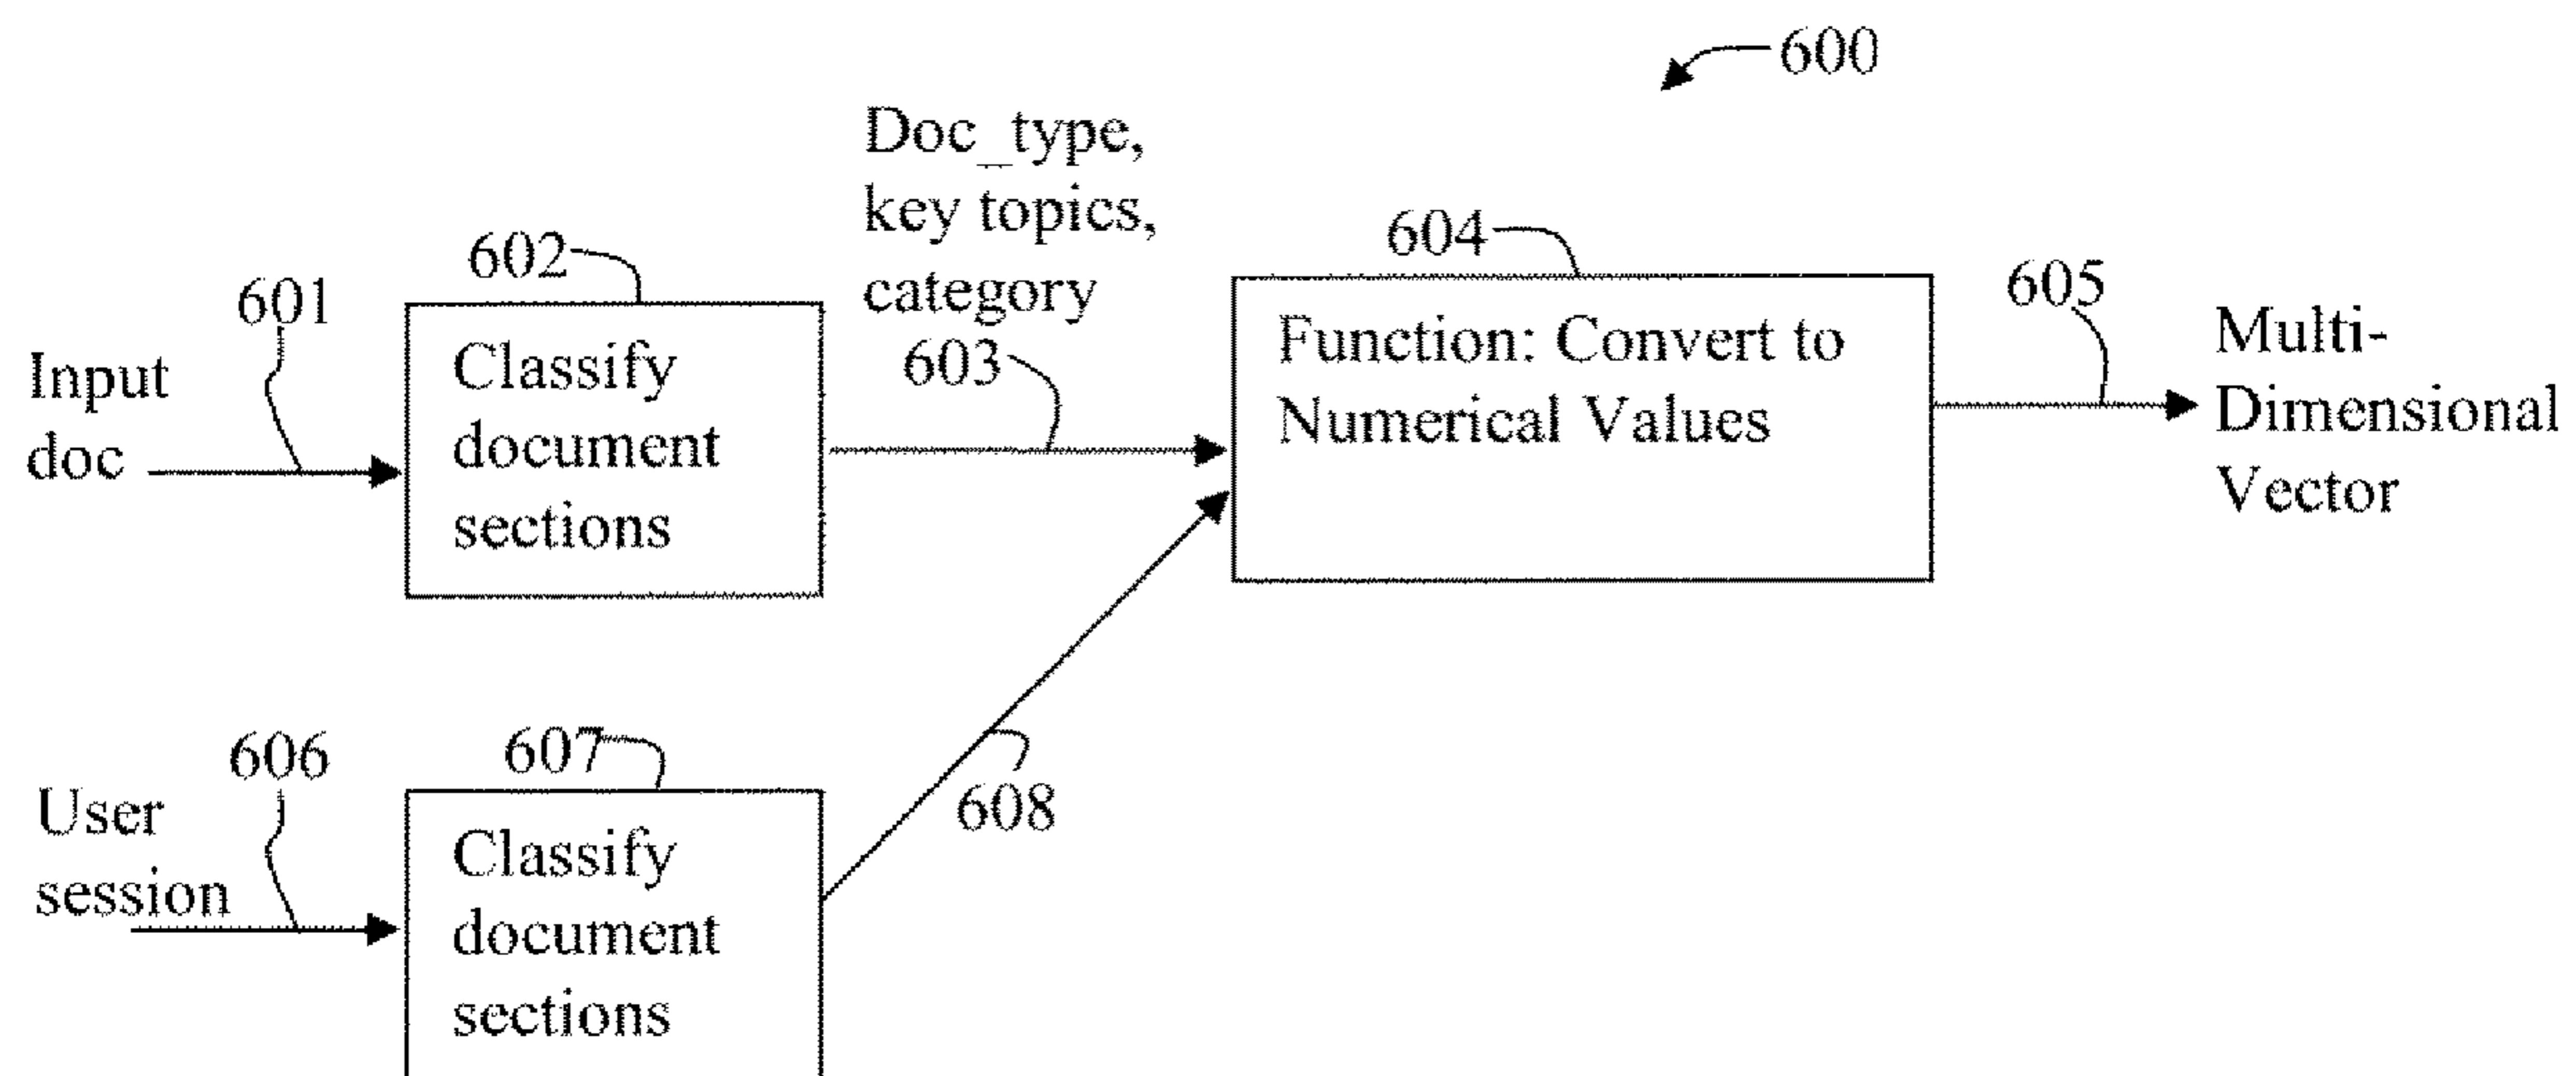 600
Doc_type,
key topics,
category
603
602
601
Input
doc
Classify
document
sections
604
Function: Convert to
Numerical Values
605
Multi-
Dimensional
Vector
606
User
session
607
Classify
document
sections
608